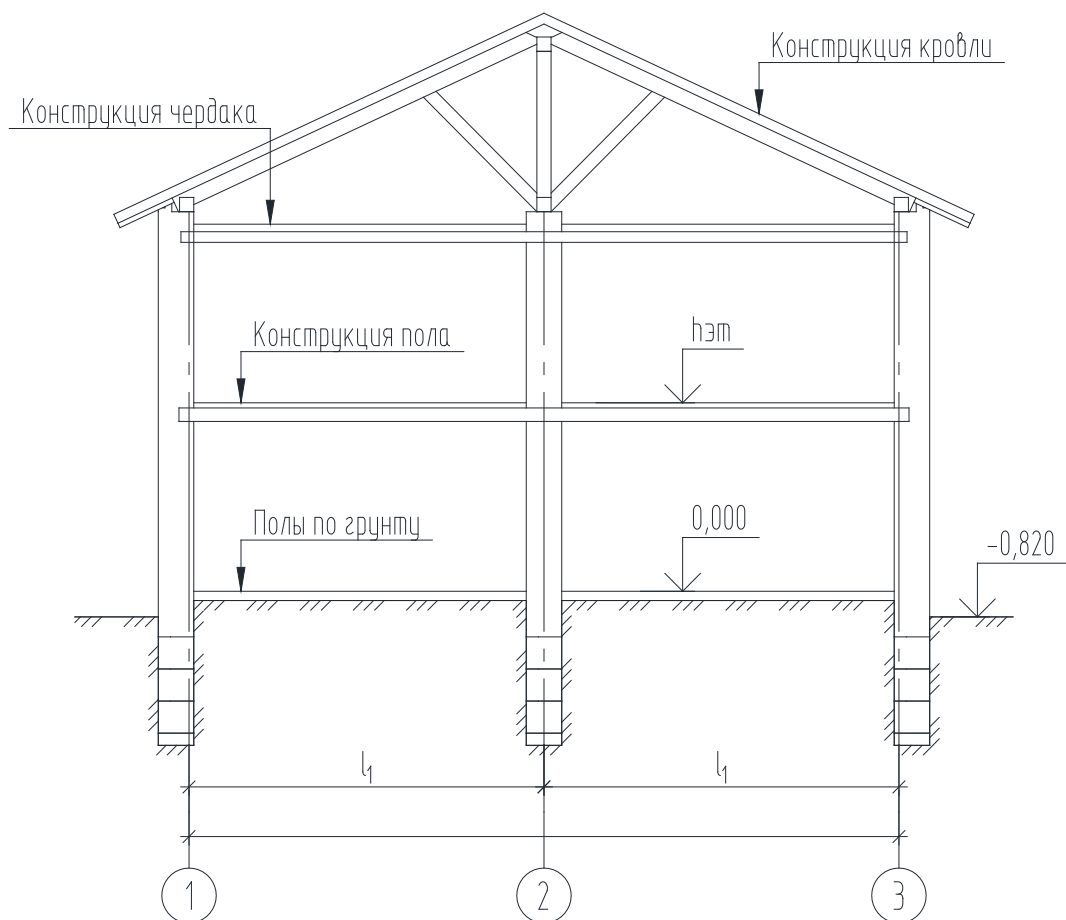 Конструкция кровли
Конструкция чердака
Конструкция пола
hэт
Полы по грунту
0,000
-0,820
l1
l1
1
2
3